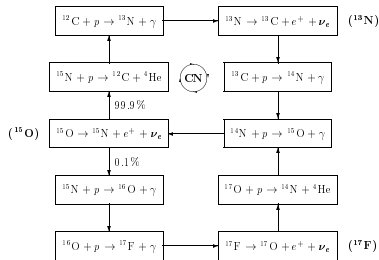 ¹²C + p → ¹³N + γ
¹³N → ¹³C + e⁺ + νₑ (¹³N)
¹⁵N + p → ¹²C + ⁴He
CN
¹³C + p → ¹⁴N + γ
99.9%
(¹⁵O) ¹⁵O → ¹⁵N + e⁺ + νₑ
¹⁴N + p → ¹⁵O + γ
0.1%
¹⁵N + p → ¹⁶O + γ
¹⁷O + p → ¹⁴N + ⁴He
¹⁶O + p → ¹⁷F + γ
¹⁷F → ¹⁷O + e⁺ + νₑ (¹⁷F)